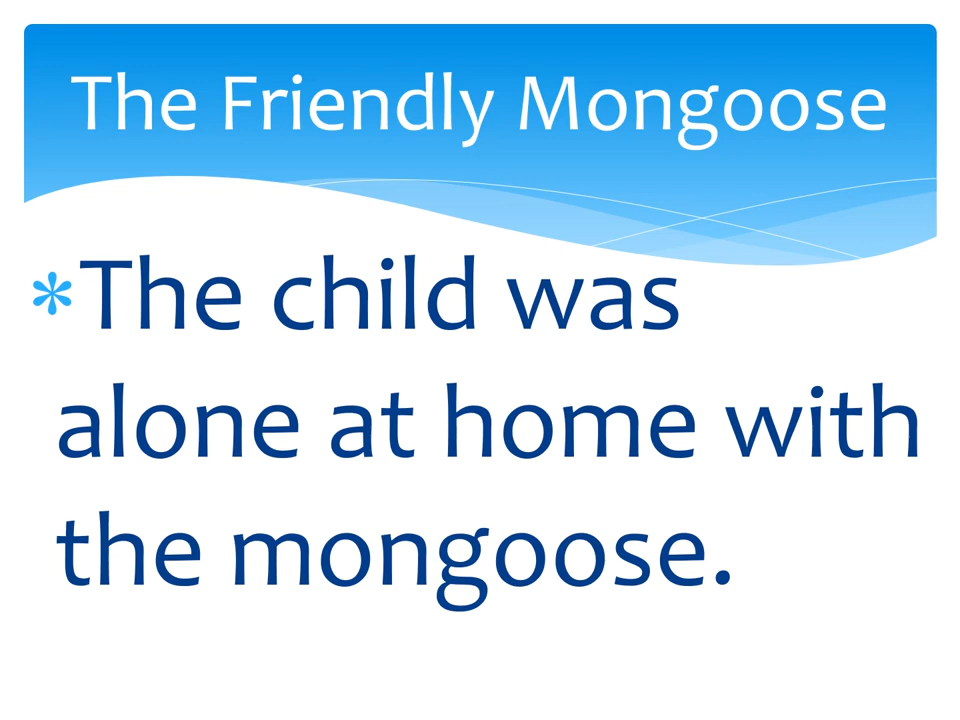 The Friendly Mongoose
*The child was
alone at home with
the mongoose.